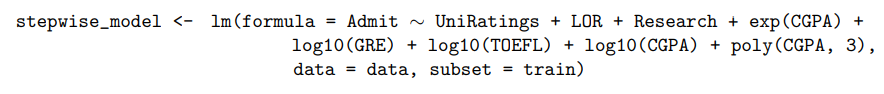 stepwise_model <- lm(formula = Admit ~ UniRatings + LOR + Research + exp(CGPA) +
log10(GRE) + log10(TOEFL) + log10(CGPA) + poly(CGPA, 3),
data = data, subset = train)